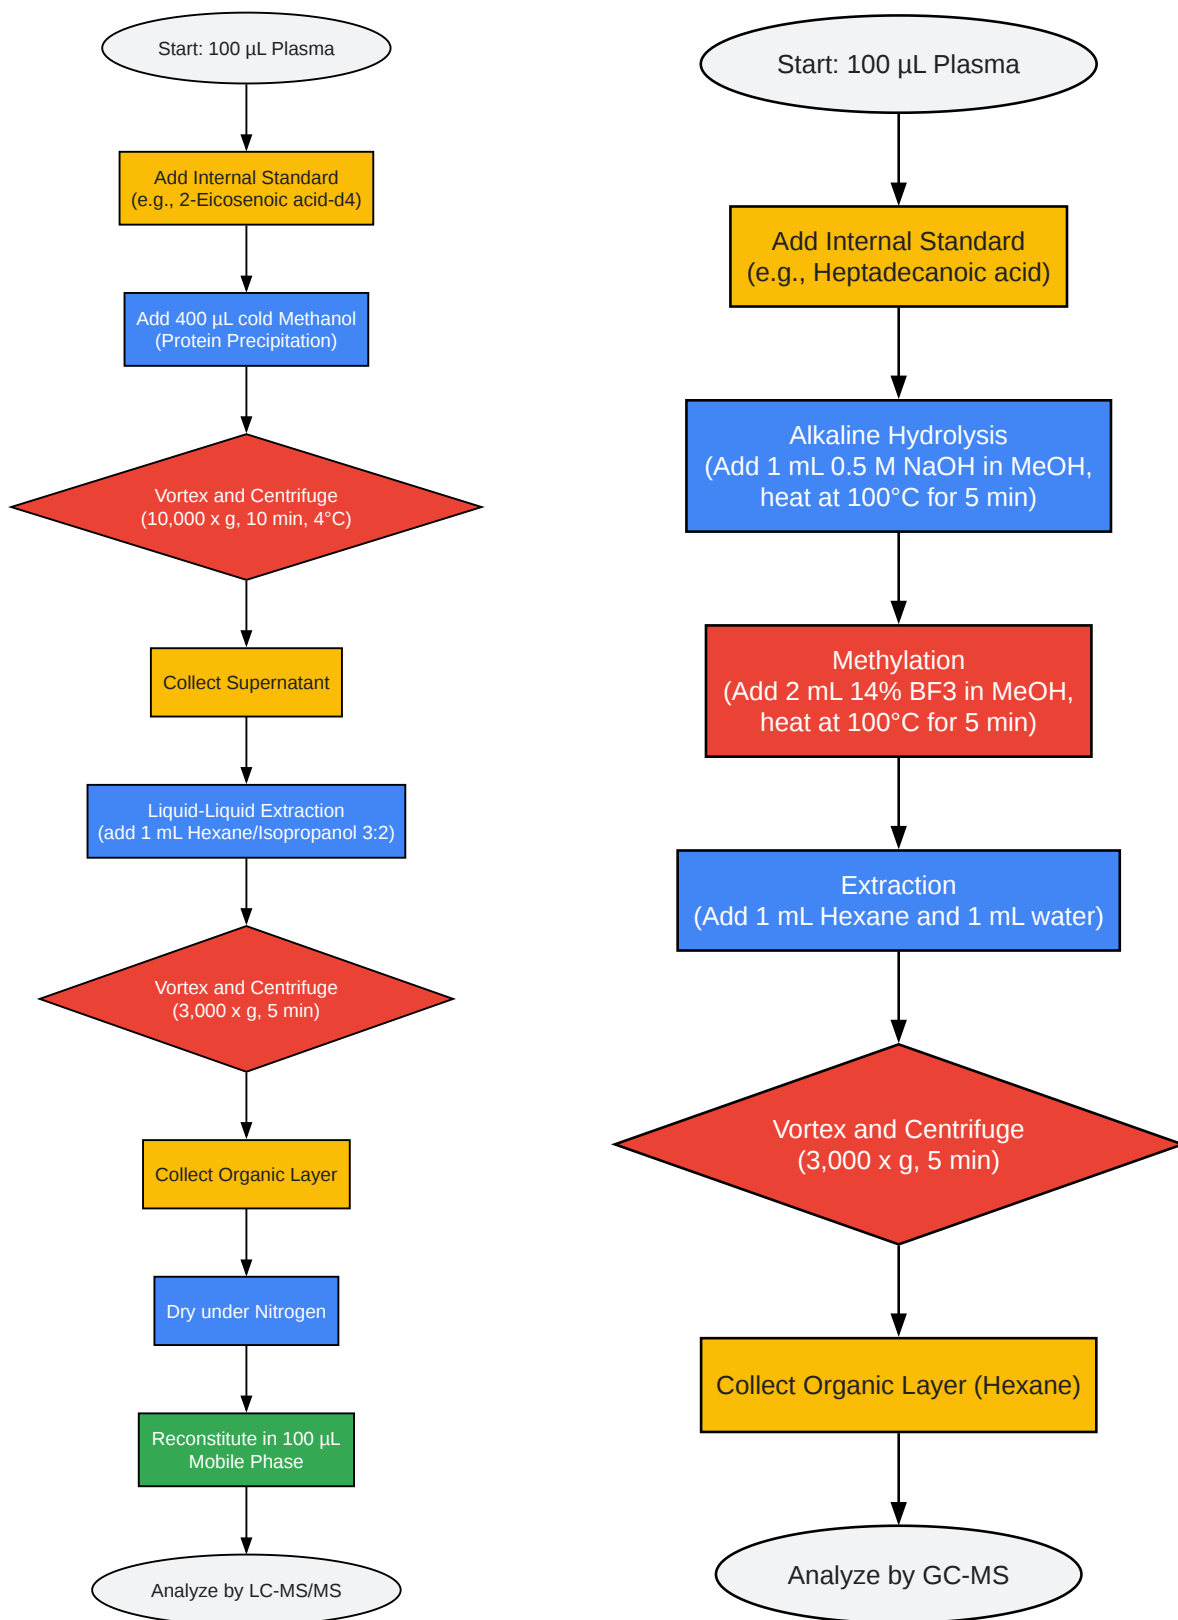 Start: 100 µL Plasma
Add Internal Standard
(e.g., 2-Eicosenoic acid-d4)
Add 400 µL cold Methanol
(Protein Precipitation)
Vortex and Centrifuge
(10,000 x g, 10 min, 4°C)
Collect Supernatant
Liquid-Liquid Extraction
(add 1 mL Hexane/Isopropanol 3:2)
Vortex and Centrifuge
(3,000 x g, 5 min)
Collect Organic Layer
Dry under Nitrogen
Reconstitute in 100 µL
Mobile Phase
Analyze by LC-MS/MS
Start: 100 µL Plasma
Add Internal Standard
(e.g., Heptadecanoic acid)
Alkaline Hydrolysis
(Add 1 mL 0.5 M NaOH in MeOH,
heat at 100°C for 5 min)
Methylation
(Add 2 mL 14% BF3 in MeOH,
heat at 100°C for 5 min)
Extraction
(Add 1 mL Hexane and 1 mL water)
Vortex and Centrifuge
(3,000 x g, 5 min)
Collect Organic Layer (Hexane)
Analyze by GC-MS